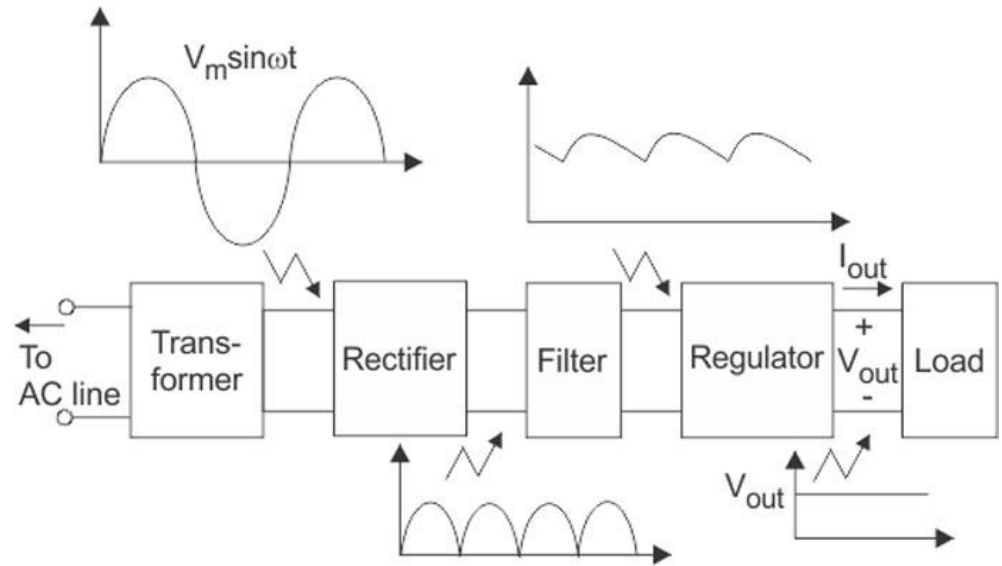 Vmsinωt
Iout
To
AC line
Trans-
former
Rectifier
Filter
Regulator
+
Vout
-
Load
Vout